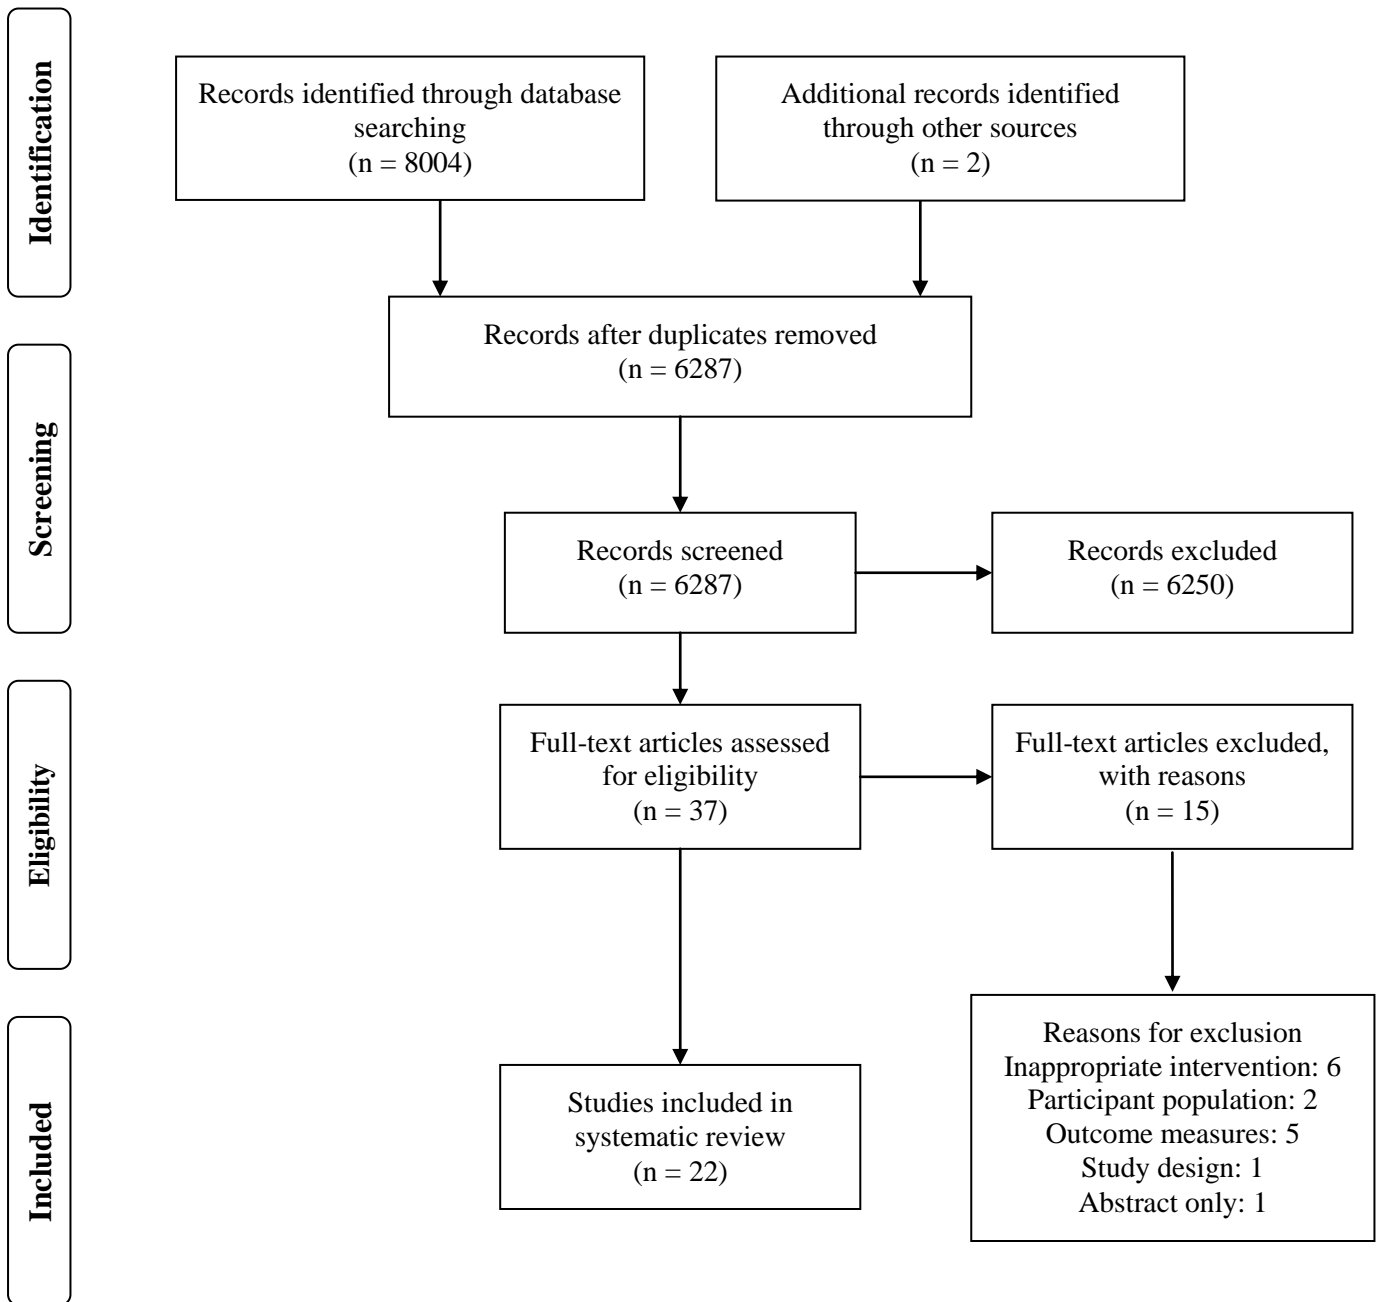 Identification
Records identified through database
searching
(n = 8004)
Additional records identified
through other sources
(n = 2)
Screening
Records after duplicates removed
(n = 6287)
Records screened
(n = 6287)
Records excluded
(n = 6250)
Eligibility
Full-text articles assessed
for eligibility
(n = 37)
Full-text articles excluded,
with reasons
(n = 15)
Included
Studies included in
systematic review
(n = 22)
Reasons for exclusion
Inappropriate intervention: 6
Participant population: 2
Outcome measures: 5
Study design: 1
Abstract only: 1